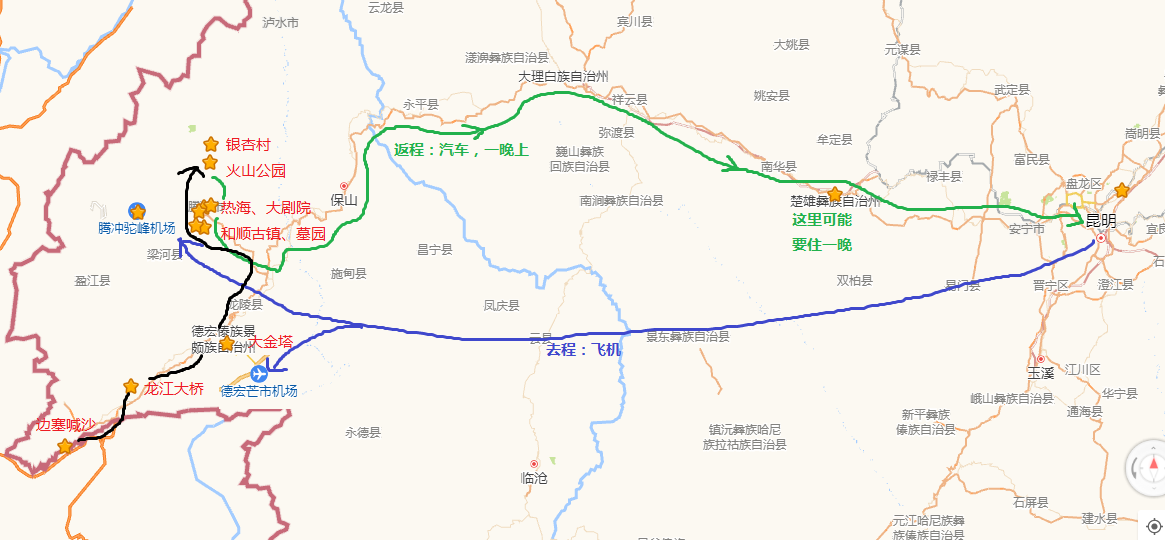 云龙县
宾川县
泸水市
大姚县
元谋县
漾濞彝族自治县
大理白族自治州
武定县
永平县
祥云县
姚安县
嵩明县
弥渡县
牟定县
银杏村
返程：汽车，一晚上
巍山彝族
回族自治县
富民县
火山公园
南华县
禄丰县
盘龙区
保山
南涧彝族自治县
楚雄彝族自治州
热海、大剧院
这里可能
昆明
腾冲驼峰机场
和顺古镇、墓园
安宁市
要住一晚
梁河县
昌宁县
盈江县
施甸县
双柏县
易门县
晋宁区
澄江县
龙陵县
凤庆县
德宏傣族景
颇族自治州
大金塔
云县
景东彝族自治县
去程：飞机
玉溪
江川区
龙江大桥
德宏芒市机场
峨山彝族自治县
华宁县
通海县
边塞喊沙
新平彝族
傣族自治县
永德县
镇沅彝族哈尼
族拉祜族自治县
临沧
石屏县
建水县
元江哈尼族彝
族傣族自治县